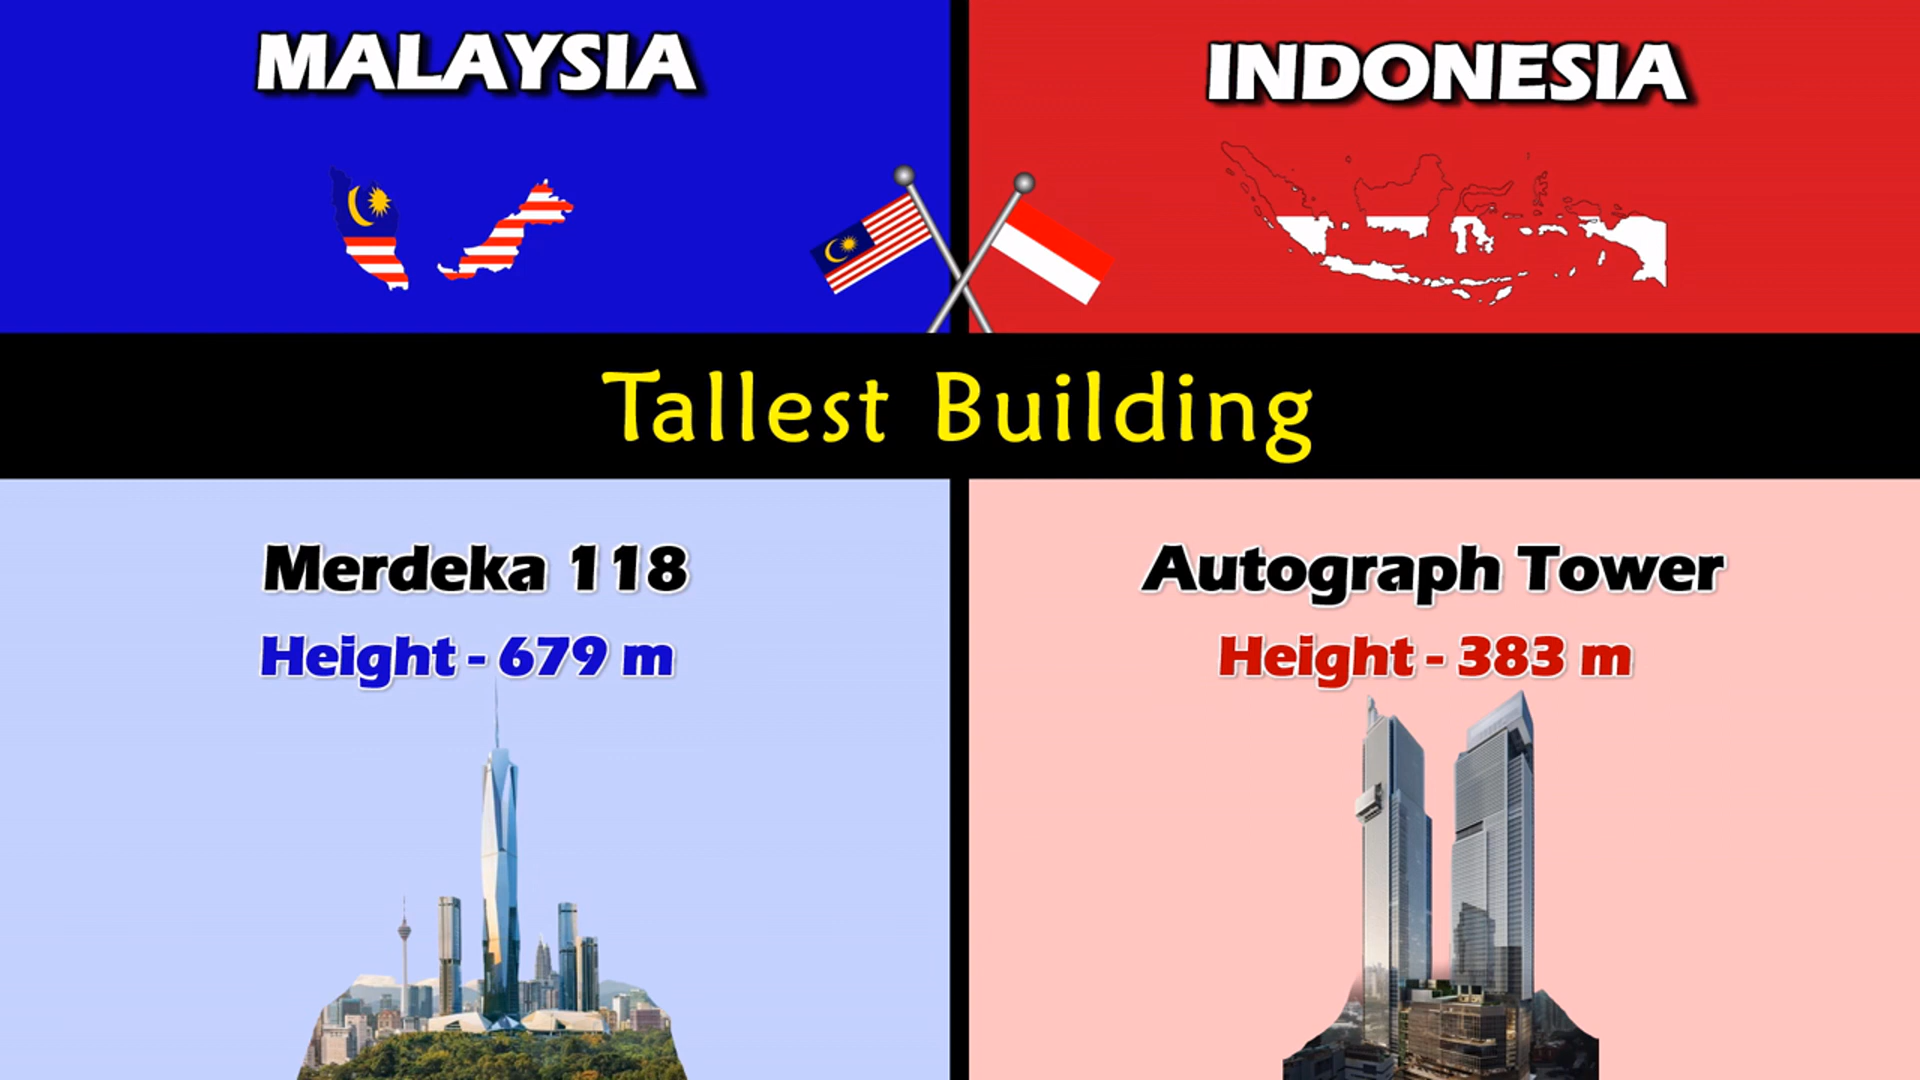 MALAYSIA
INDONESIA
Tallest Building
Merdeka 118
Height - 679 m
Autograph Tower
Height - 383 m